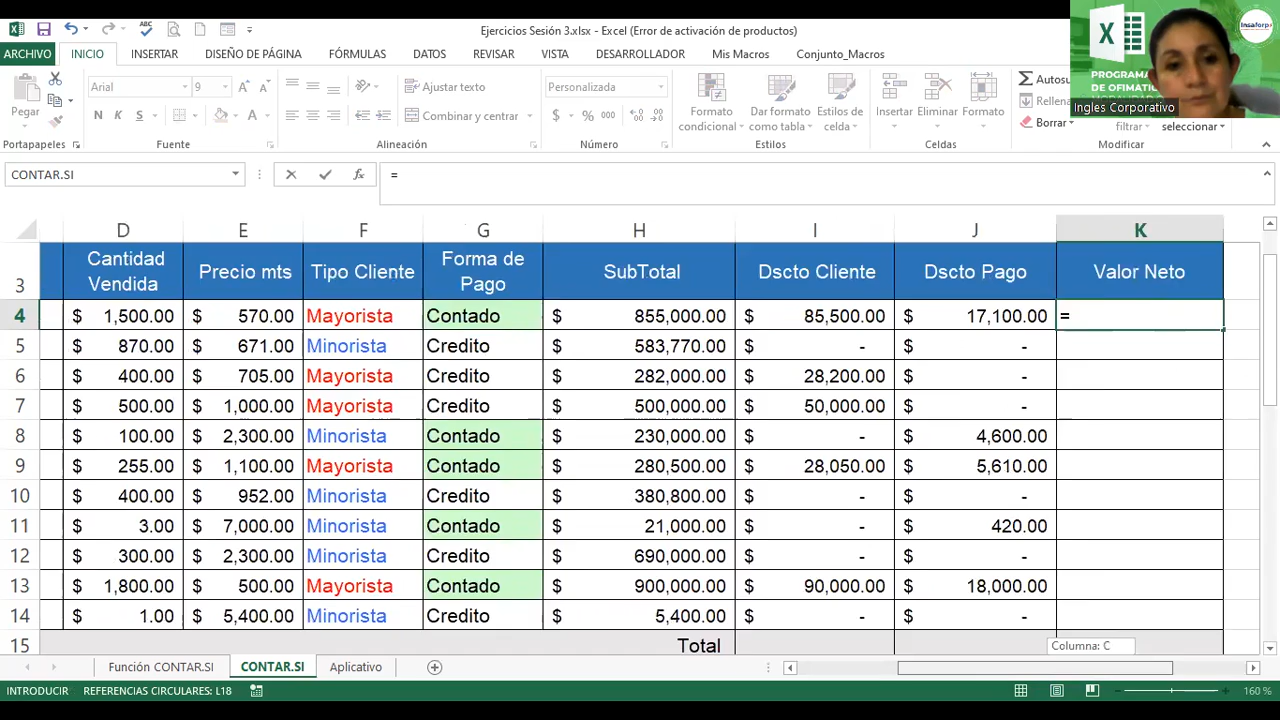 Ejercicios Sesión 3.xlsx - Excel (Error de activación de productos)
ARCHIVO INICIO INSERTAR DISEÑO DE PÁGINA FÓRMULAS DATOS REVISAR VISTA DESARROLLADOR Mis Macros Conjunto_Macros
Pegar
Arial 9
N K S
Ajustar texto
Combinar y centrar
Personalizada
$ % 000
Formato condicional
Dar formato como tabla
Estilos de celda
Insertar Eliminar Formato
Autosu
Rellena
Borrar
filtrar
seleccionar
Portapapeles Fuente Alineación Número Estilos Celdas Modificar
Insaforp
PROGRAMA
DE OFIMATI
Ingles Corporativo
CONTAR.SI =
D E F G H I J K
3 Cantidad Vendida Precio mts Tipo Cliente Forma de Pago SubTotal Dscto Cliente Dscto Pago Valor Neto
4 $ 1,500.00 $ 570.00 Mayorista Contado $ 855,000.00 $ 85,500.00 $ 17,100.00 =
5 $ 870.00 $ 671.00 Minorista Credito $ 583,770.00 $ - $ -
6 $ 400.00 $ 705.00 Mayorista Credito $ 282,000.00 $ 28,200.00 $ -
7 $ 500.00 $ 1,000.00 Mayorista Credito $ 500,000.00 $ 50,000.00 $ -
8 $ 100.00 $ 2,300.00 Minorista Contado $ 230,000.00 $ - $ 4,600.00
9 $ 255.00 $ 1,100.00 Mayorista Contado $ 280,500.00 $ 28,050.00 $ 5,610.00
10 $ 400.00 $ 952.00 Minorista Credito $ 380,800.00 $ - $ -
11 $ 3.00 $ 7,000.00 Minorista Contado $ 21,000.00 $ - $ 420.00
12 $ 300.00 $ 2,300.00 Minorista Credito $ 690,000.00 $ - $ -
13 $ 1,800.00 $ 500.00 Mayorista Contado $ 900,000.00 $ 90,000.00 $ 18,000.00
14 $ 1.00 $ 5,400.00 Minorista Credito $ 5,400.00 $ - $ -
15 Total
Columna: C
Función CONTAR.SI CONTAR.SI Aplicativo
INTRODUCIR REFERENCIAS CIRCULARES: L18 160 %